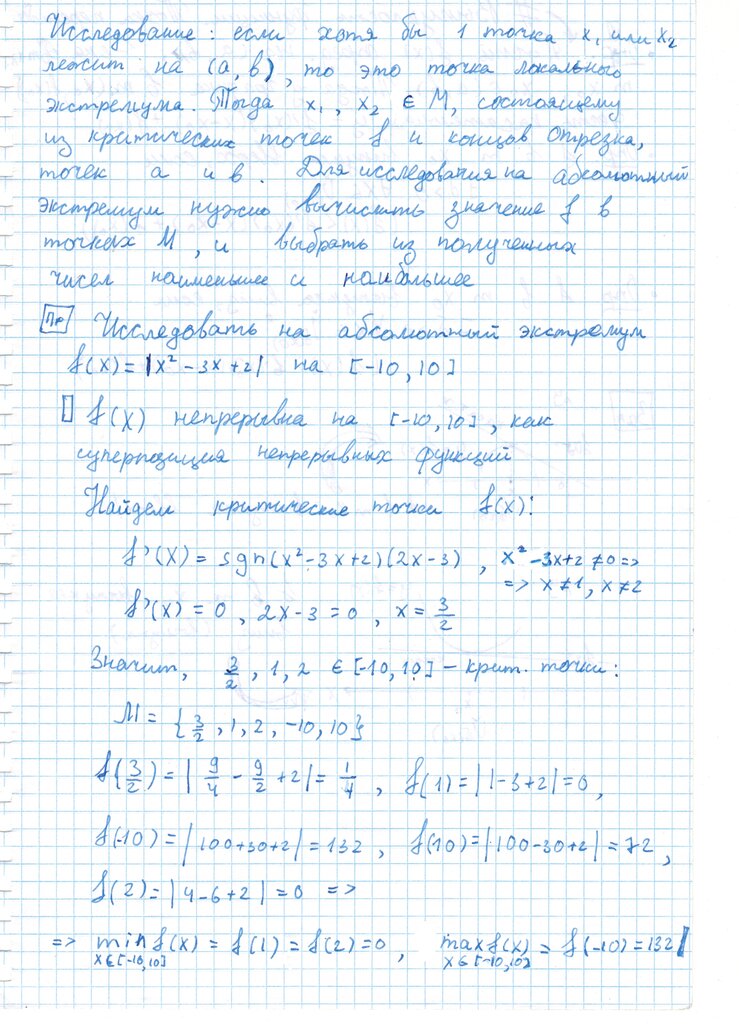 Исследование: если хотя бы 1 точка x₁ или x₂
лежит на (a, b), то это точка локального
экстремума. Тогда x₁, x₂ ∈ M, состоящему
из критических точек f и концов отрезка,
точек a и b. Для исследования на абсолютный
экстремум нужно вычислить значение f в
точках M, и выбрать из полученных
чисел наименьшее и наибольшее
Пр Исследовать на абсолютный экстремум
f(x) = |x² - 3x + 2| на [-10, 10]
f(x) непрерывна на [-10, 10], как
суперпозиция непрерывных функций
Найдем критические точки f(x):
f'(x) = sgn(x² - 3x + 2)(2x - 3), x² - 3x + 2 ≠ 0 =>
=> x ≠ 1, x ≠ 2
f'(x) = 0, 2x - 3 = 0, x = 3/2
Значит, 3/2, 1, 2 ∈ [-10, 10] - крит. точки:
M = {3/2, 1, 2, -10, 10}
f(3/2) = |9/4 - 9/2 + 2| = 1/4, f(1) = |1 - 3 + 2| = 0,
f(-10) = |100 + 30 + 2| = 132, f(10) = |100 - 30 + 2| = 72,
f(2) = |4 - 6 + 2| = 0 =>
=> min f(x) = f(1) = f(2) = 0, max f(x) = f(-10) = 132
x ∈ [-10, 10] x ∈ [-10, 10]